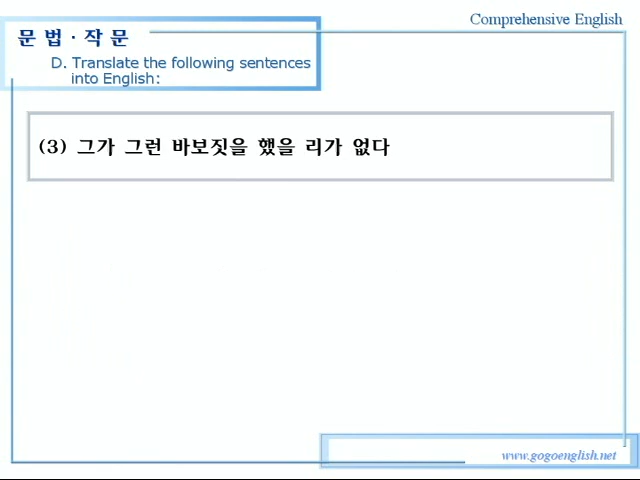 Comprehensive English
문 법 · 작 문
D. Translate the following sentences
into English:
(3) 그가 그런 바보짓을 했을 리가 없다
www.gogoenglish.net